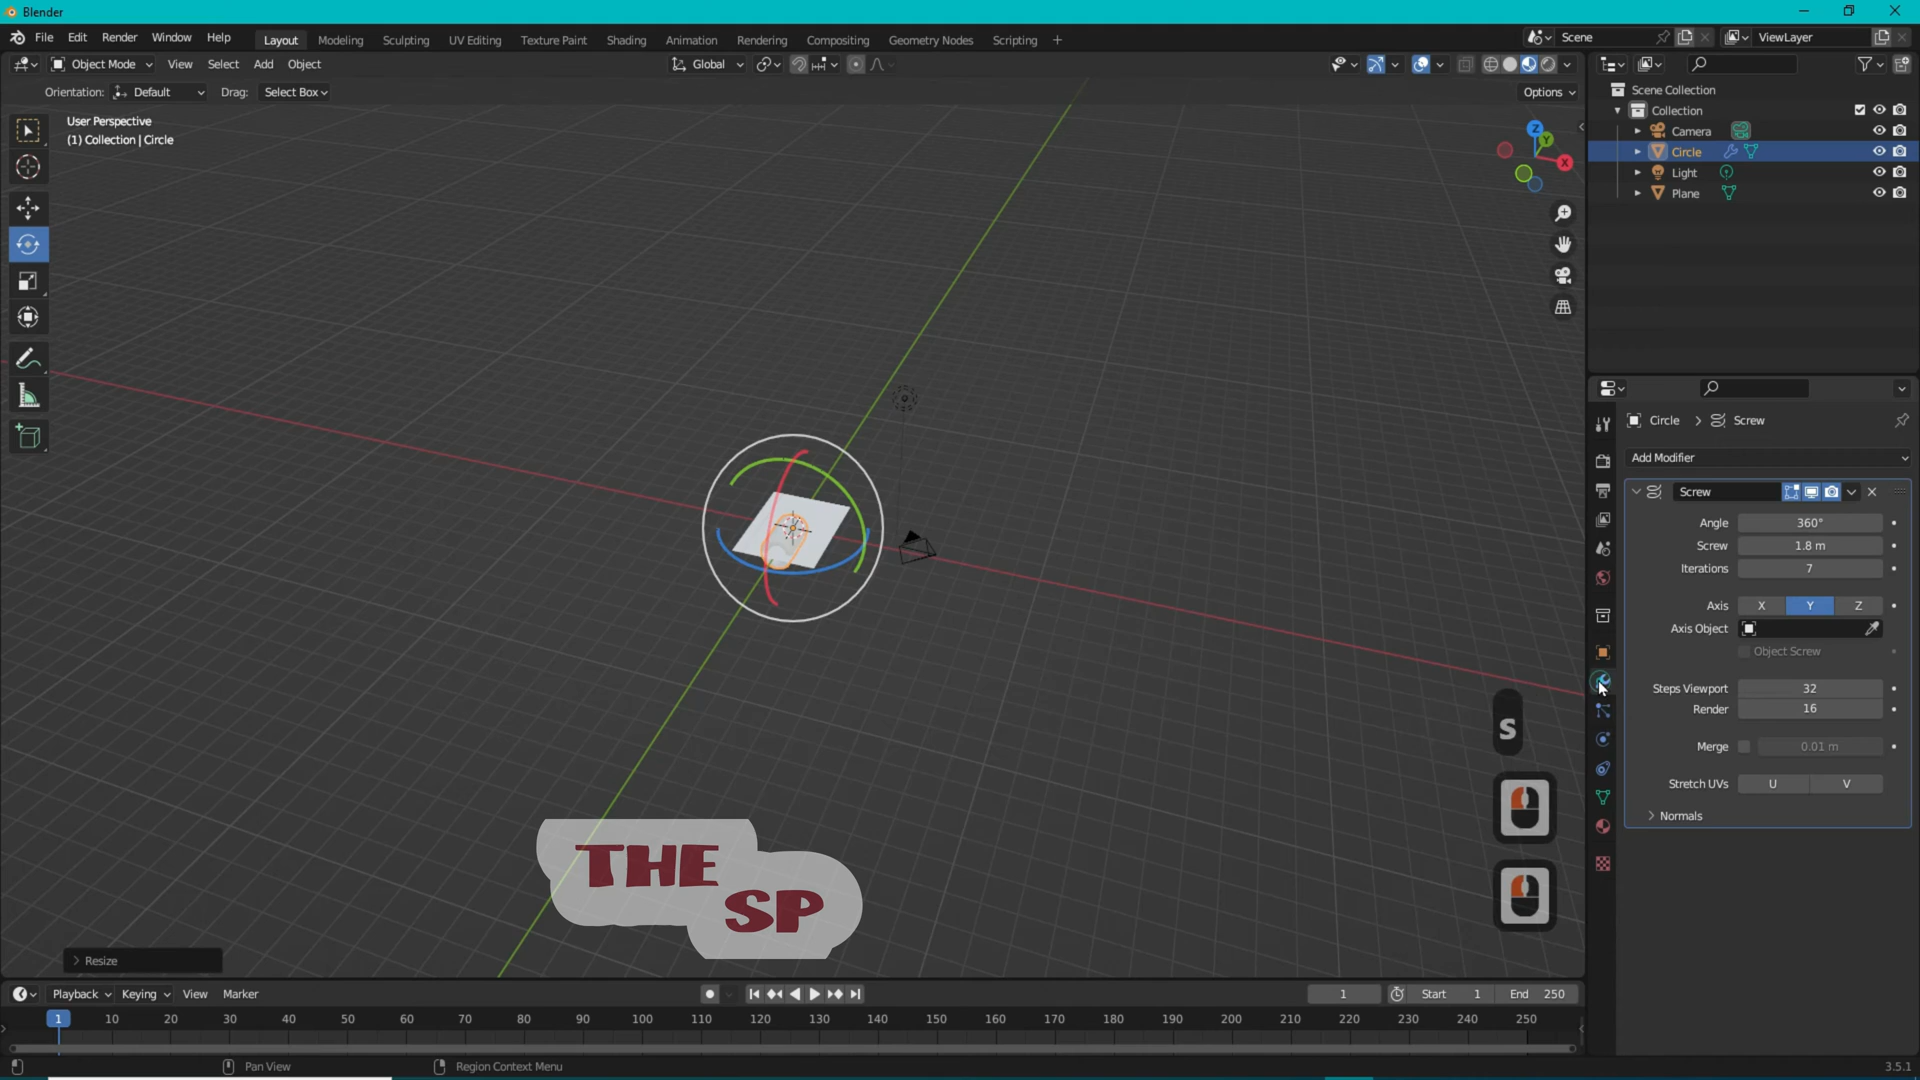 Blender
File Edit Render Window Help
Layout Modeling Sculpting UV Editing Texture Paint Shading Animation Rendering Compositing Geometry Nodes Scripting +
Scene
ViewLayer
Object Mode View Select Add Object
Global
Orientation: Default Drag: Select Box
Options
User Perspective
(1) Collection | Circle
Z
Y
X
Scene Collection
Collection
Camera
Circle
Light
Plane
Circle > Screw
Add Modifier
Screw
Angle 360°
Screw 1.8 m
Iterations 7
Axis X Y Z
Axis Object
Object Screw
Steps Viewport 32
Render 16
Merge 0.01 m
Stretch UVs U V
> Normals
S
THE
SP
> Resize
Playback Keying View Marker
1 Start 1 End 250
1 10 20 30 40 50 60 70 80 90 100 110 120 130 140 150 160 170 180 190 200 210 220 230 240 250
Pan View Region Context Menu
3.5.1